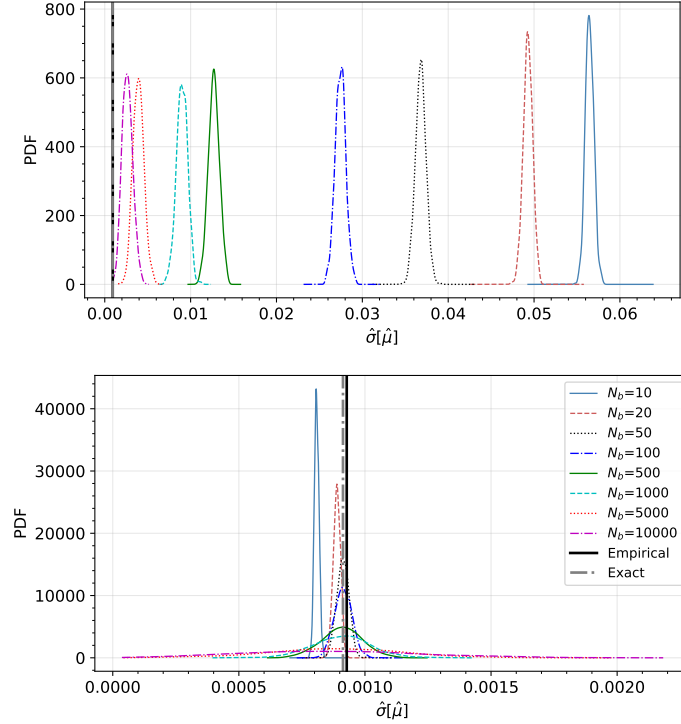 800
600
400
200
0
PDF
0.00 0.01 0.02 0.03 0.04 0.05 0.06
σ̂[μ̂]
40000
30000
20000
10000
0
PDF
0.0000 0.0005 0.0010 0.0015 0.0020
σ̂[μ̂]
N_b=10
N_b=20
N_b=50
N_b=100
N_b=500
N_b=1000
N_b=5000
N_b=10000
Empirical
Exact